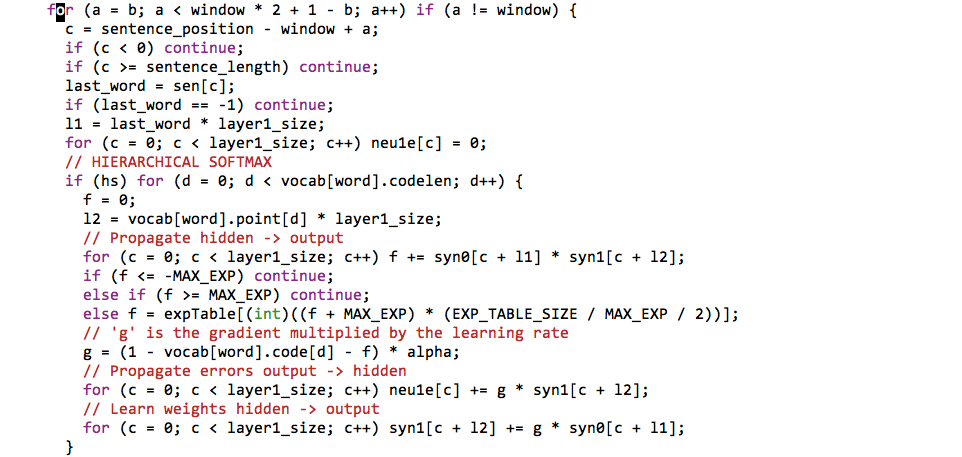 for (a = b; a < window * 2 + 1 - b; a++) if (a != window) {
  c = sentence_position - window + a;
  if (c < 0) continue;
  if (c >= sentence_length) continue;
  last_word = sen[c];
  if (last_word == -1) continue;
  l1 = last_word * layer1_size;
  for (c = 0; c < layer1_size; c++) neu1e[c] = 0;
  // HIERARCHICAL SOFTMAX
  if (hs) for (d = 0; d < vocab[word].codelen; d++) {
    f = 0;
    l2 = vocab[word].point[d] * layer1_size;
    // Propagate hidden -> output
    for (c = 0; c < layer1_size; c++) f += syn0[c + l1] * syn1[c + l2];
    if (f <= -MAX_EXP) continue;
    else if (f >= MAX_EXP) continue;
    else f = expTable[(int)((f + MAX_EXP) * (EXP_TABLE_SIZE / MAX_EXP / 2))];
    // 'g' is the gradient multiplied by the learning rate
    g = (1 - vocab[word].code[d] - f) * alpha;
    // Propagate errors output -> hidden
    for (c = 0; c < layer1_size; c++) neu1e[c] += g * syn1[c + l2];
    // Learn weights hidden -> output
    for (c = 0; c < layer1_size; c++) syn1[c + l2] += g * syn0[c + l1];
  }